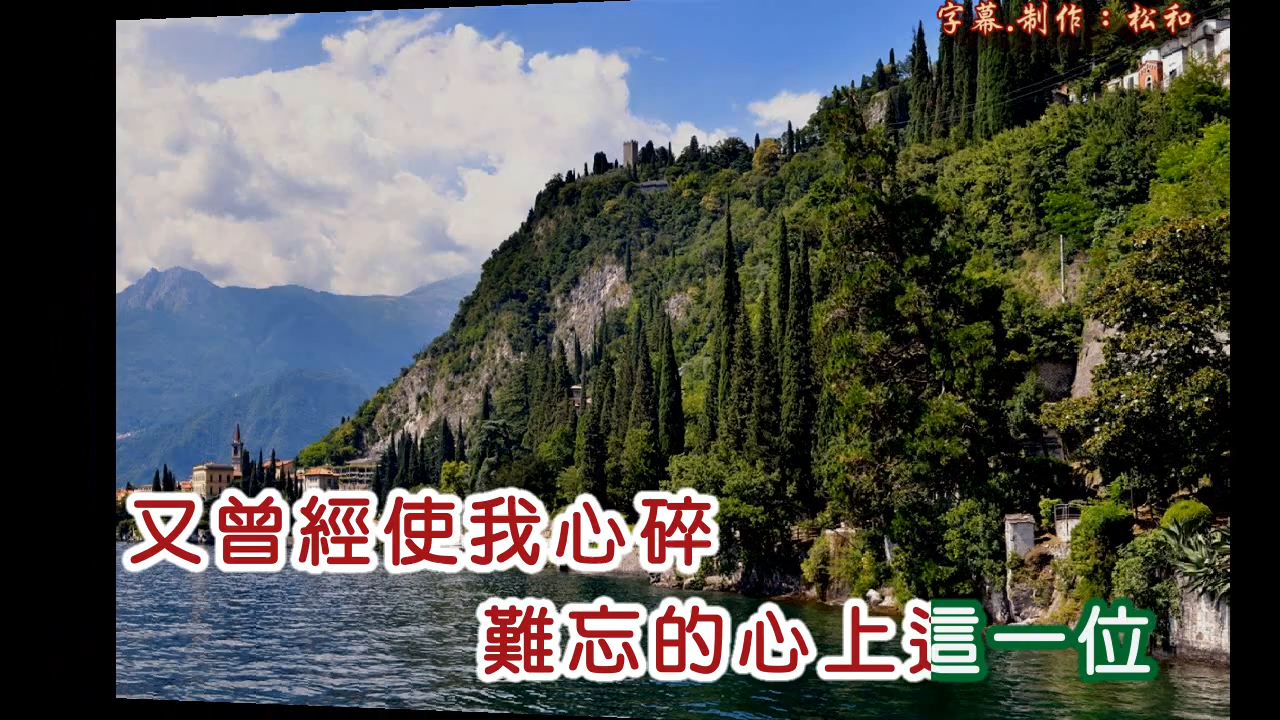 字幕.制作：松和
又曾經使我心碎
難忘的心上這一位